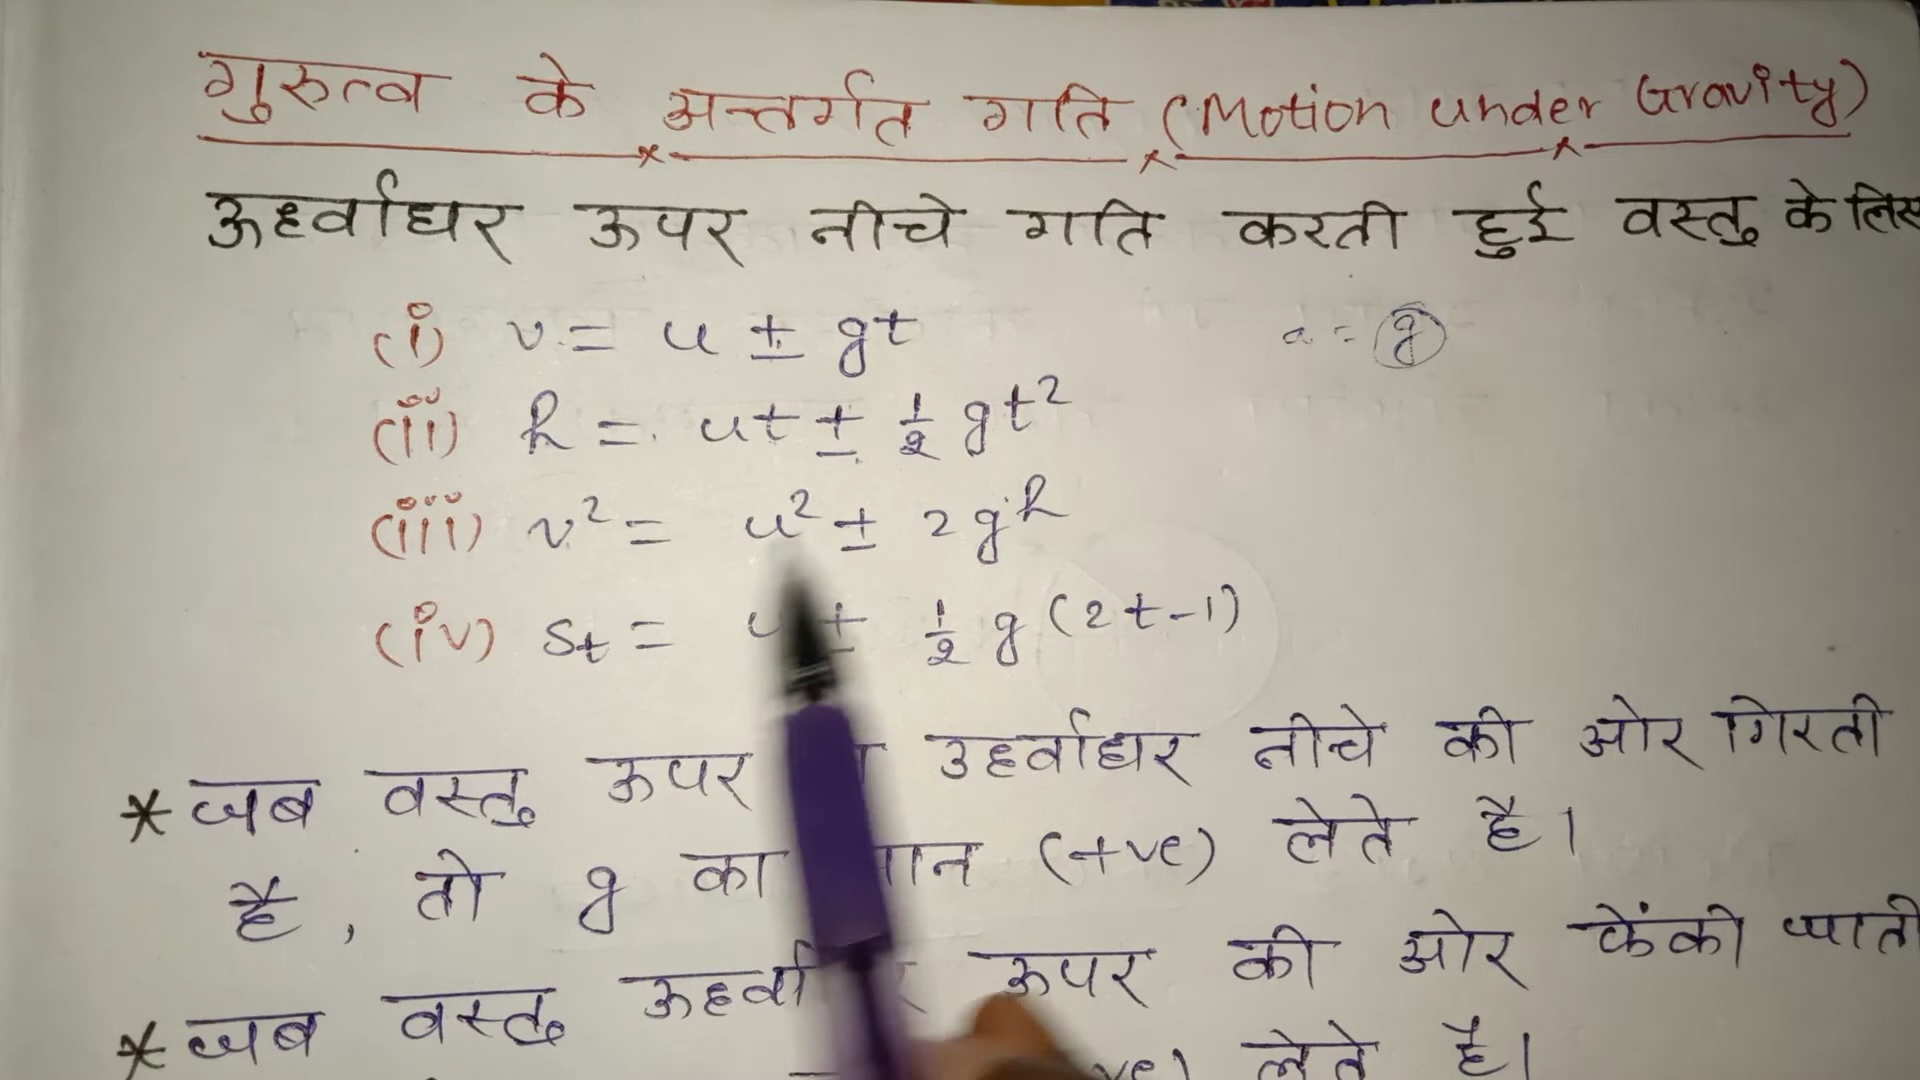 गुरुत्व के अन्तर्गत गति (Motion under Gravity)
ऊर्ध्वाधर ऊपर नीचे गति करती हुई वस्तु के लिए
(i) v = u ± gt a = g
(ii) h = ut ± 1/2 gt²
(iii) v² = u² ± 2gh
(iv) St = u ± 1/2 g (2t-1)
* जब वस्तु ऊपर उर्ध्वाधर नीचे की ओर गिरती
है, तो g का मान (+ve) लेते है।
* जब वस्तु ऊपर की ओर फेंकी जाती
लेते है।